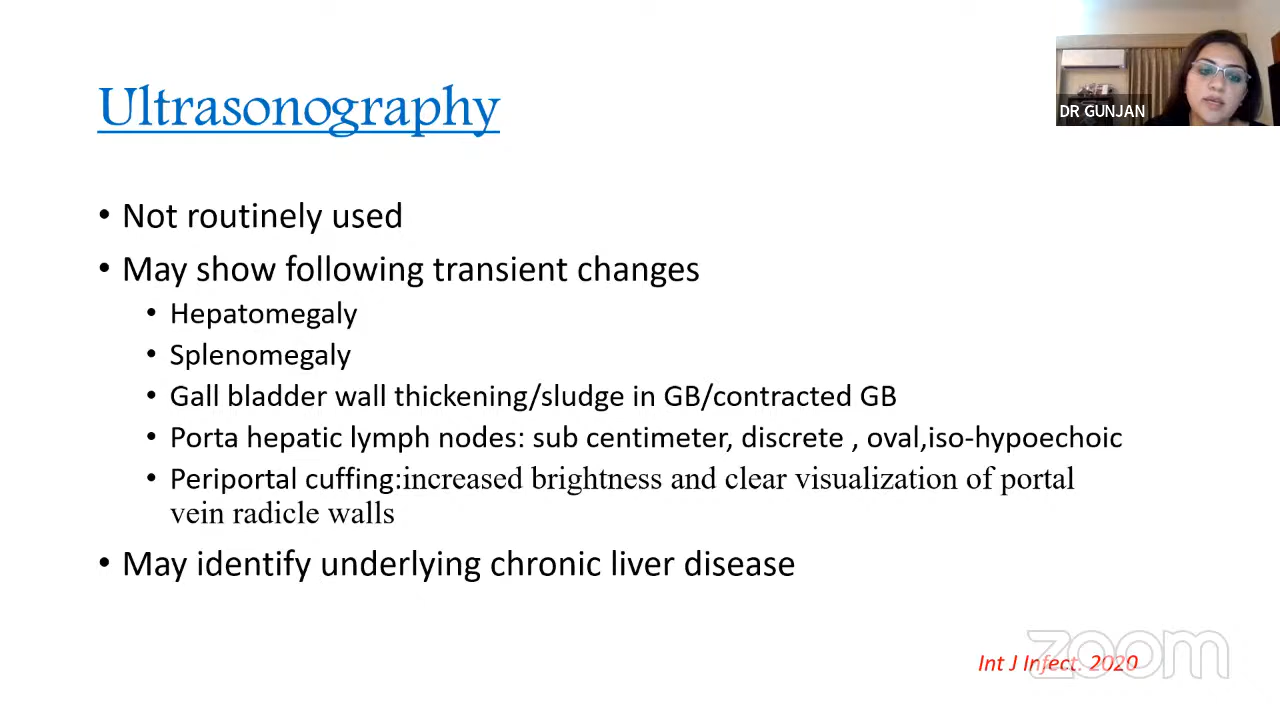 Ultrasonography
DR GUNJAN
• Not routinely used
• May show following transient changes
• Hepatomegaly
• Splenomegaly
• Gall bladder wall thickening/sludge in GB/contracted GB
• Porta hepatic lymph nodes: sub centimeter, discrete , oval,iso-hypoechoic
• Periportal cuffing:increased brightness and clear visualization of portal
vein radicle walls
• May identify underlying chronic liver disease
Int J Infect. 2020
zoom